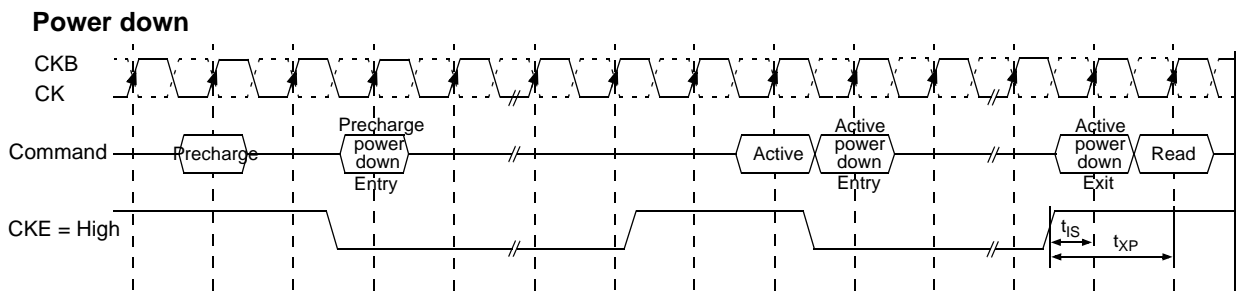 Power down
CKB
CK
Command
Precharge
Precharge
power
down
Entry
Active
Active
power
down
Entry
Active
power
down
Exit
Read
CKE = High
tIS
tXP